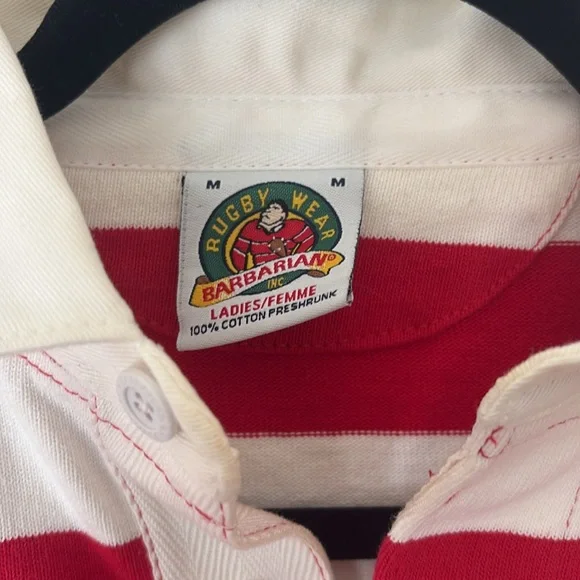 M M
RUGBY WEAR
BARBARIAN®
INC
LADIES/FEMME
100% COTTON PRESHRUNK